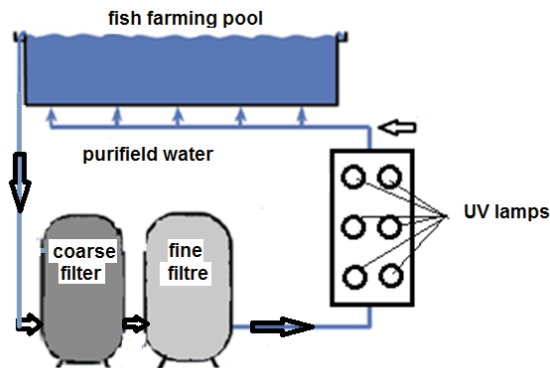 fish farming pool
purifield water
UV lamps
coarse
filter
fine
filtre